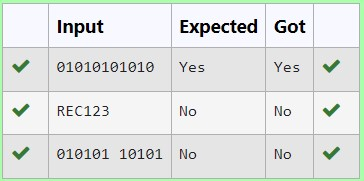 Input Expected Got
01010101010 Yes Yes
REC123 No No
010101 10101 No No